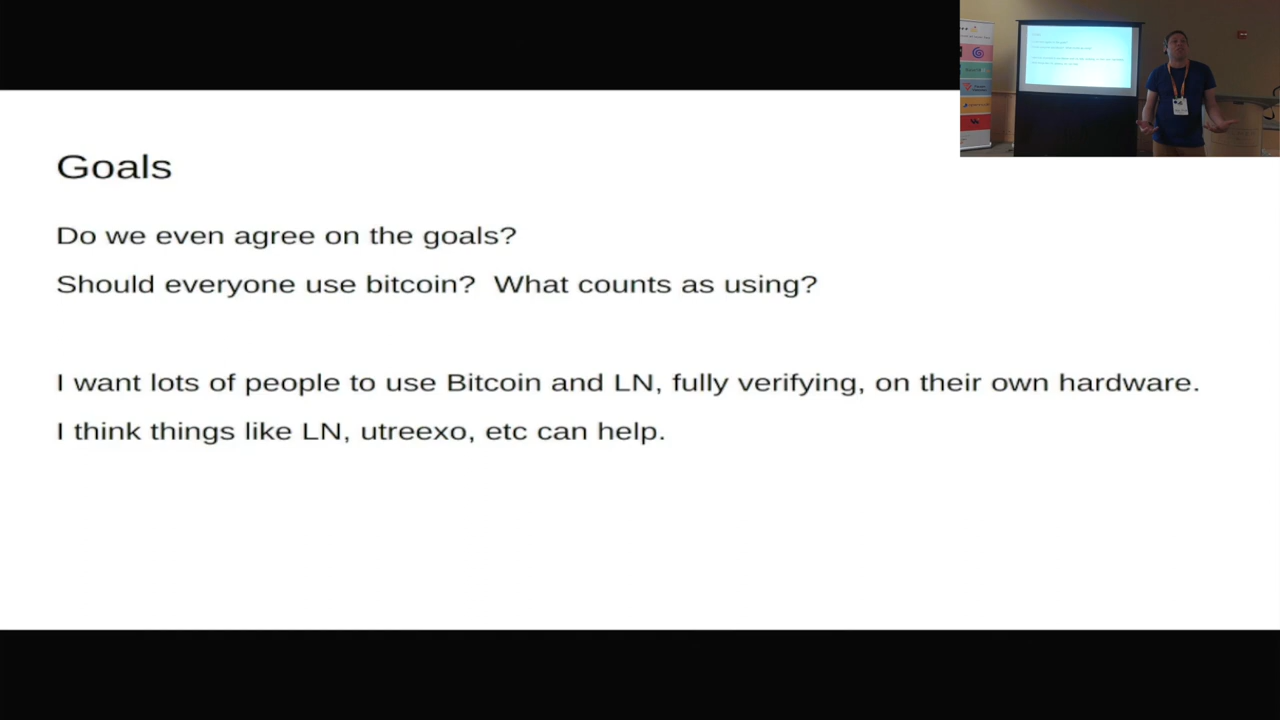 Goals
Do we even agree on the goals?
Should everyone use bitcoin?  What counts as using?
I want lots of people to use Bitcoin and LN, fully verifying, on their own hardware.
I think things like LN, utreexo, etc can help.